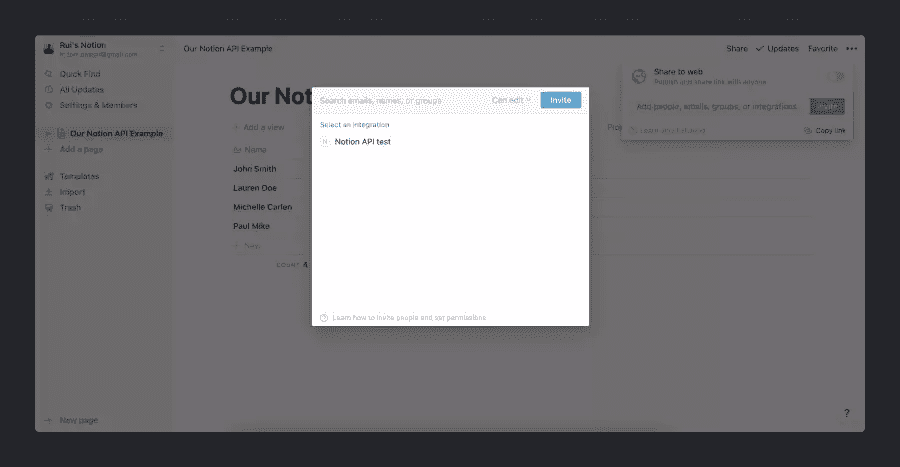 Rui's Notion
Quick Find
All Updates
Settings & Members
Our Notion API Example
Add a page
Templates
Import
Trash
New page
Our Notion API Example
Share
Updates
Favorite
Our Not
Add a view
Name
John Smith
Lauren Doe
Michelle Carlen
Paul Mike
New
COUNT 4
Search emails, names, or groups
Can edit
Invite
Select an integration
Notion API test
Learn how to invite people and set permissions
Share to web
Publish and share link with anyone
Add people, emails, groups, or integrations
Copy link
?